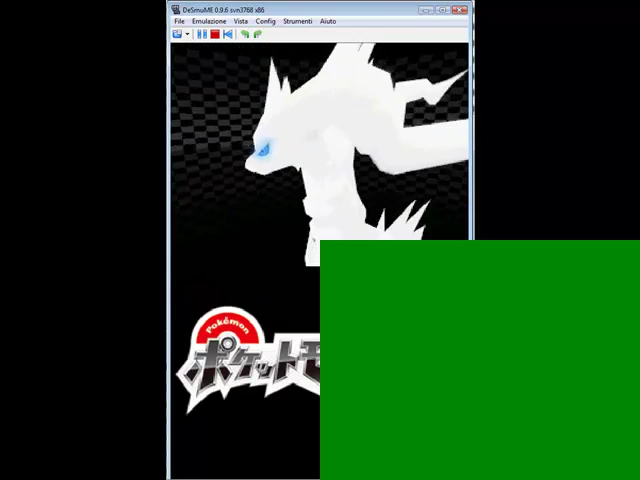 DeSmuME 0.9.6 svn3768 x86
File Emulazione Vista Config Strumenti Aiuto
Pokémon
ポケットモ